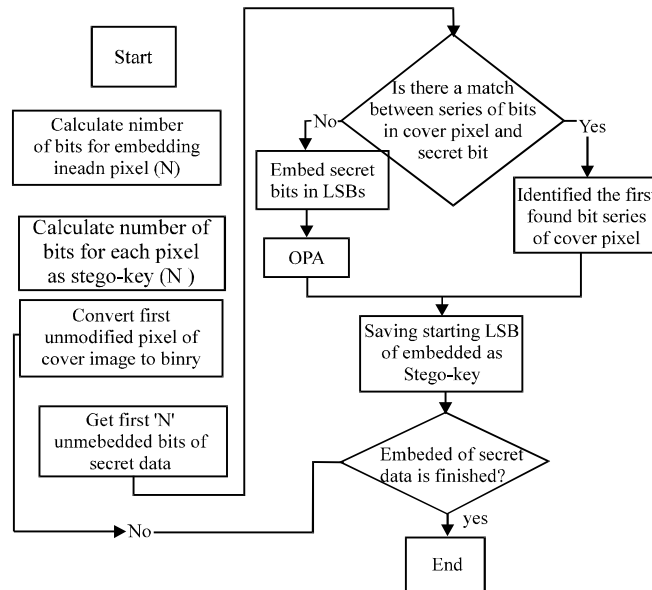 Start
Calculate nimber
of bits for embedding
ineadn pixel (N)
Calculate number of
bits for each pixel
as stego-key (N )
Convert first
unmodified pixel of
cover image to binry
Get first 'N'
unmebedded bits of
secret data
Is there a match
between series of bits
in cover pixel and
secret bit
No
Yes
Embed secret
bits in LSBs
Identified the first
found bit series
of cover pixel
OPA
Saving starting LSB
of embedded as
Stego-key
Embeded of secret
data is finished?
No
yes
End